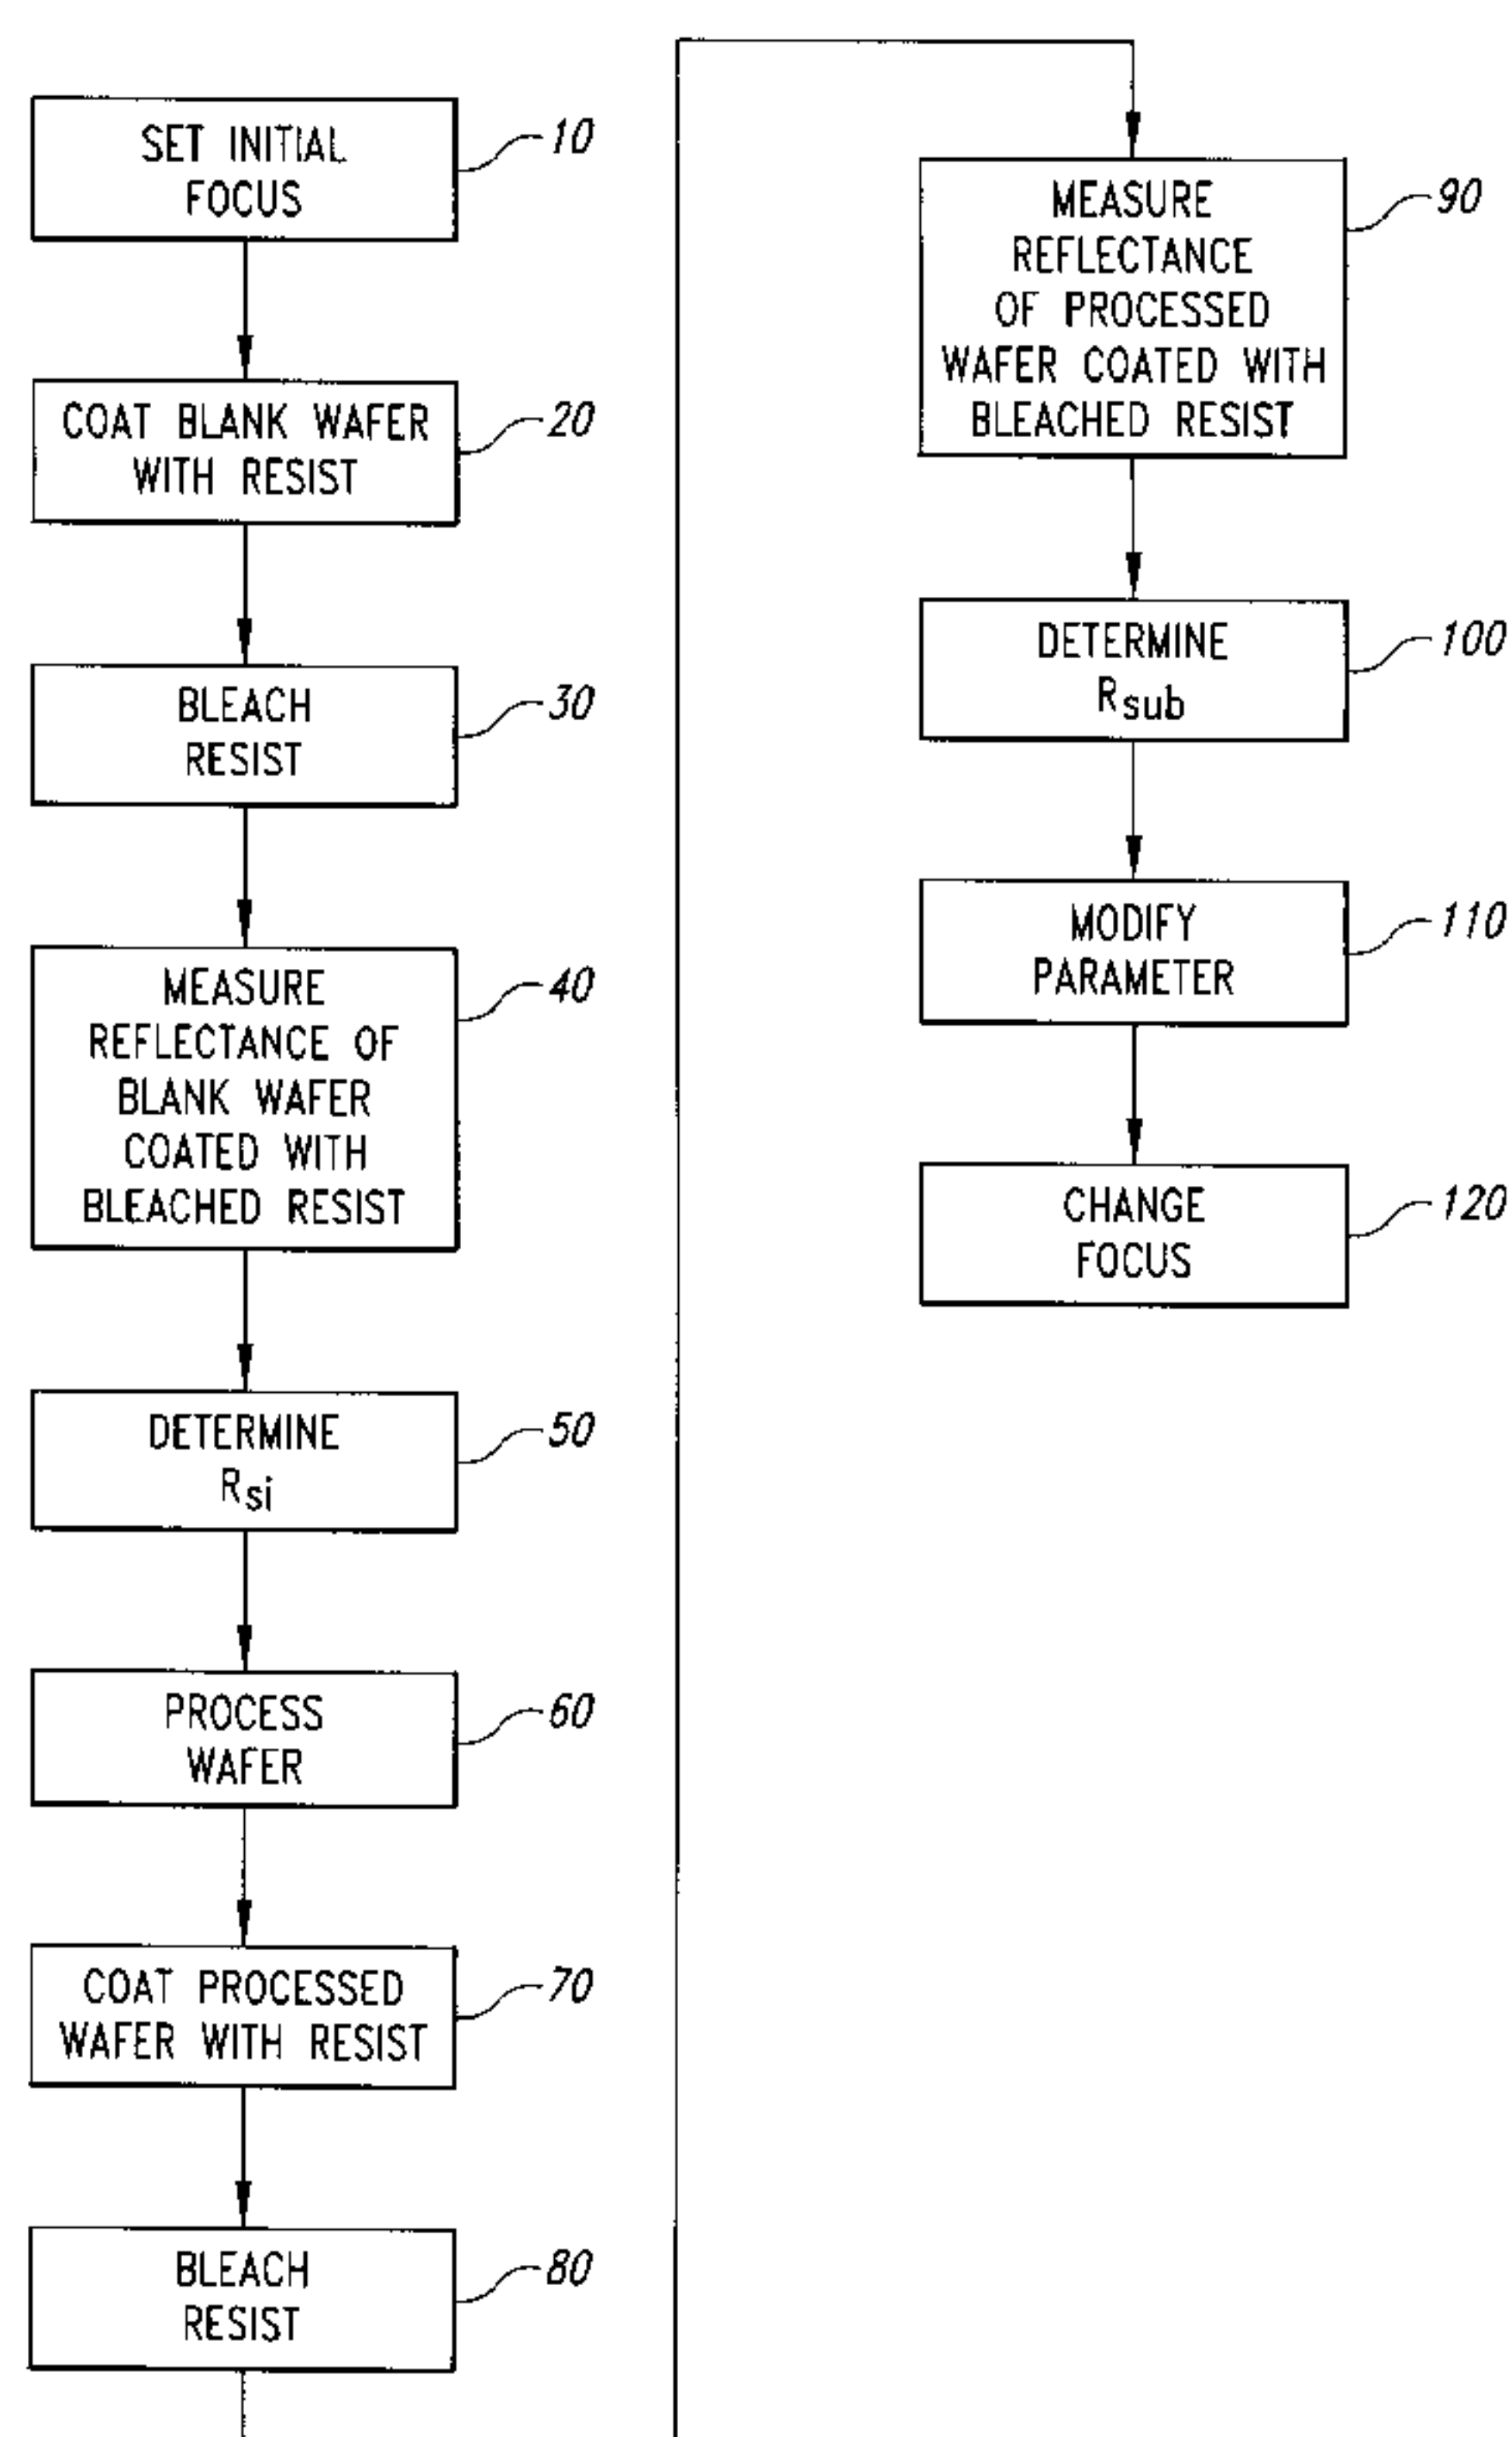 SET INITIAL
FOCUS
10
COAT BLANK WAFER
WITH RESIST
20
BLEACH
RESIST
30
MEASURE
REFLECTANCE OF
BLANK WAFER
COATED WITH
BLEACHED RESIST
40
DETERMINE
Rsi
50
PROCESS
WAFER
60
COAT PROCESSED
WAFER WITH RESIST
70
BLEACH
RESIST
80
MEASURE
REFLECTANCE
OF PROCESSED
WAFER COATED WITH
BLEACHED RESIST
90
DETERMINE
Rsub
100
MODIFY
PARAMETER
110
CHANGE
FOCUS
120